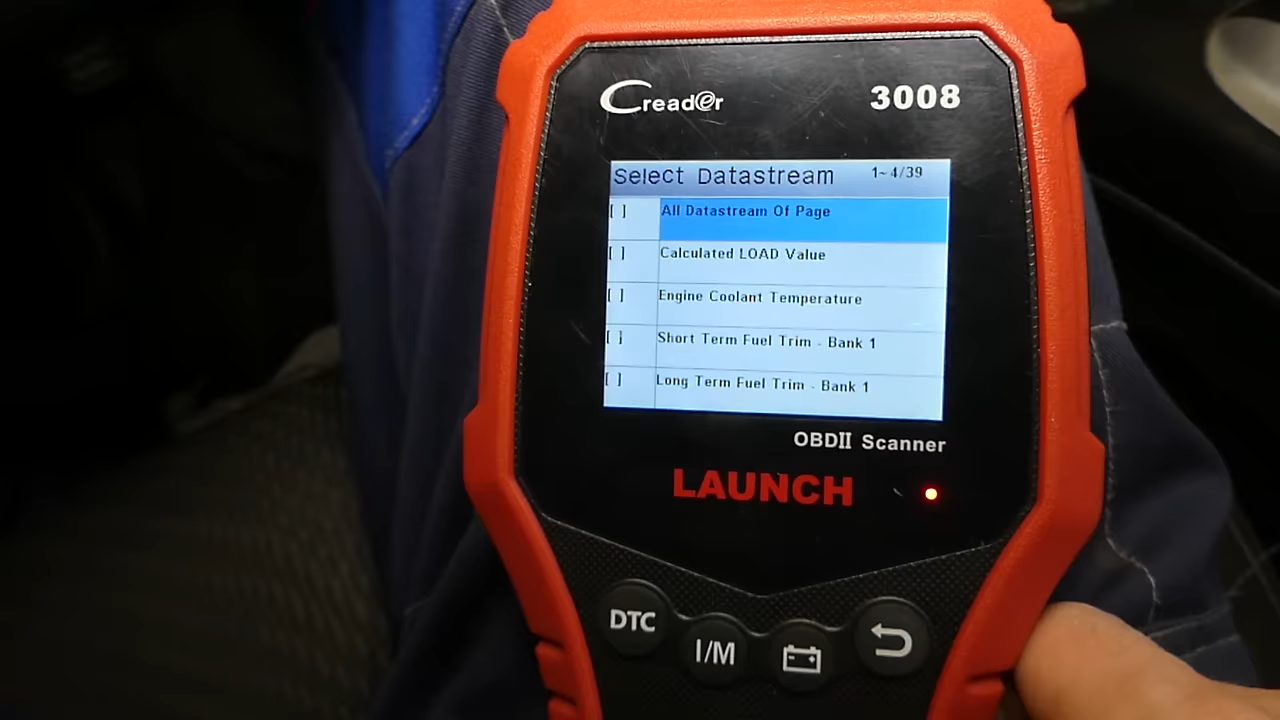 Creader 3008
Select Datastream 1~4/39
[ ] All Datastream Of Page
[ ] Calculated LOAD Value
[ ] Engine Coolant Temperature
[ ] Short Term Fuel Trim - Bank 1
[ ] Long Term Fuel Trim - Bank 1
OBDII Scanner
LAUNCH
DTC
I/M